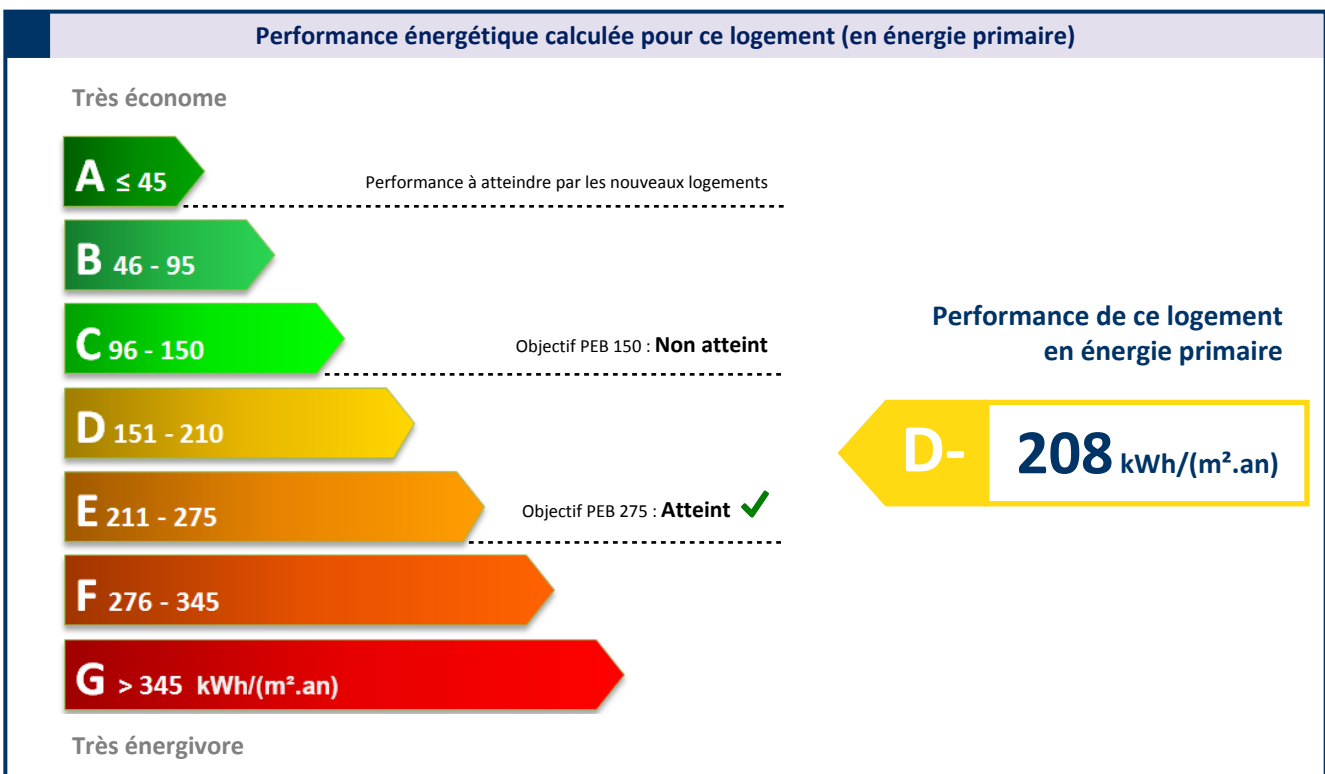 Performance énergétique calculée pour ce logement (en énergie primaire)
Très économe
A ≤ 45
Performance à atteindre par les nouveaux logements
B 46 - 95
C 96 - 150
Objectif PEB 150 : Non atteint
Performance de ce logement
en énergie primaire
D 151 - 210
D- 208 kWh/(m².an)
E 211 - 275
Objectif PEB 275 : Atteint ✓
F 276 - 345
G > 345 kWh/(m².an)
Très énergivore